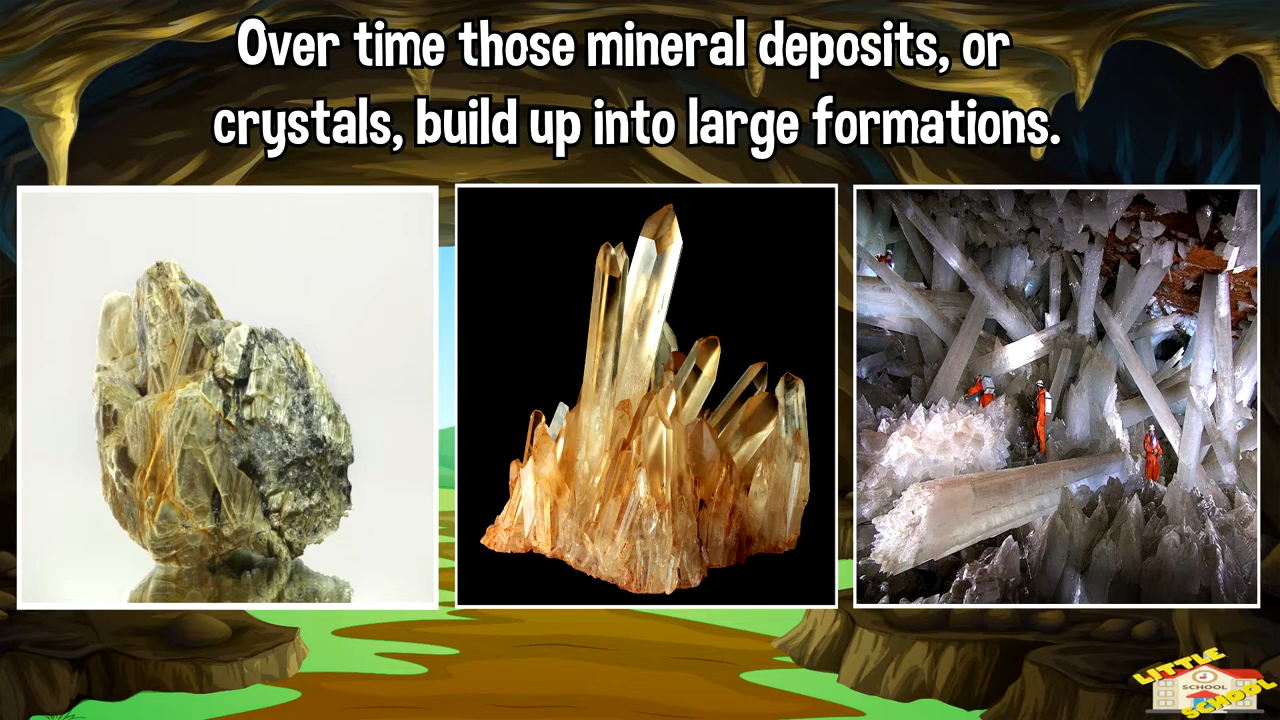 Over time those mineral deposits, or
crystals, build up into large formations.
LITTLE
SCHOOL
SCHOOL